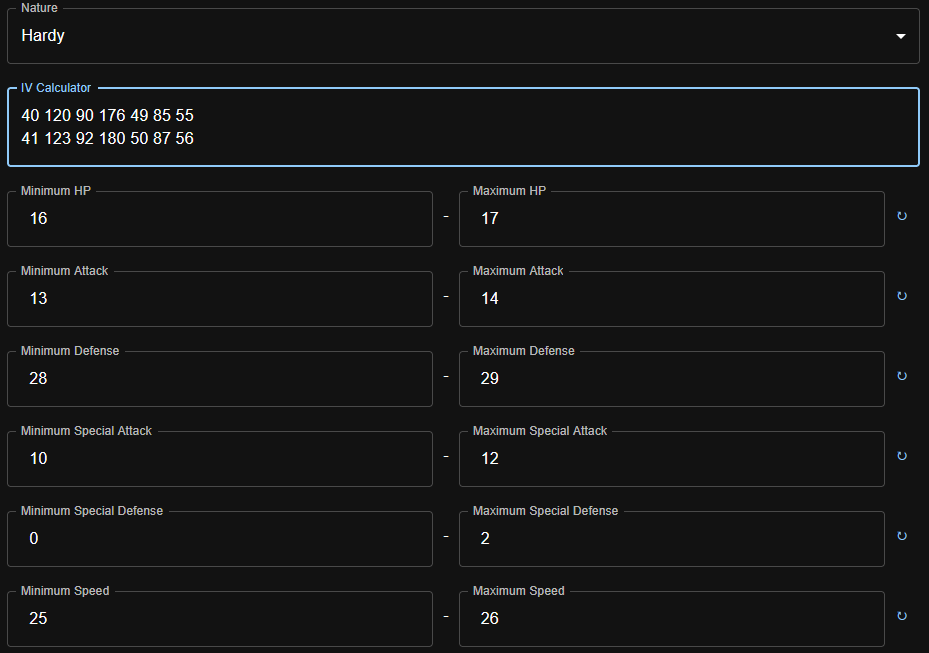 Nature
Hardy
IV Calculator
40 120 90 176 49 85 55
41 123 92 180 50 87 56
Minimum HP
16
-
Maximum HP
17
↻
Minimum Attack
13
-
Maximum Attack
14
↻
Minimum Defense
28
-
Maximum Defense
29
↻
Minimum Special Attack
10
-
Maximum Special Attack
12
↻
Minimum Special Defense
0
-
Maximum Special Defense
2
↻
Minimum Speed
25
-
Maximum Speed
26
↻